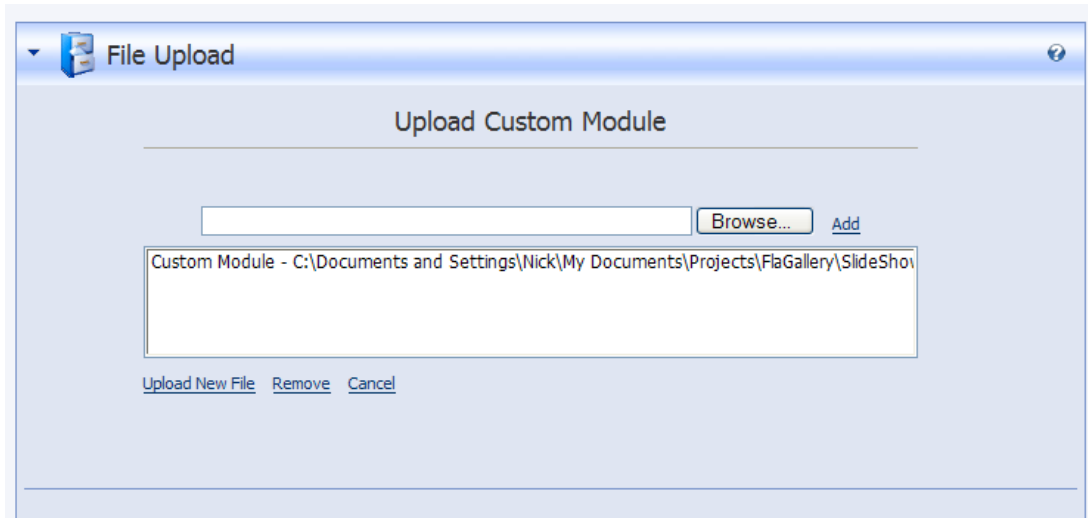 File Upload
Upload Custom Module
Browse... Add
Custom Module - C:\Documents and Settings\Nick\My Documents\Projects\FlaGallery\SlideSho
Upload New File Remove Cancel